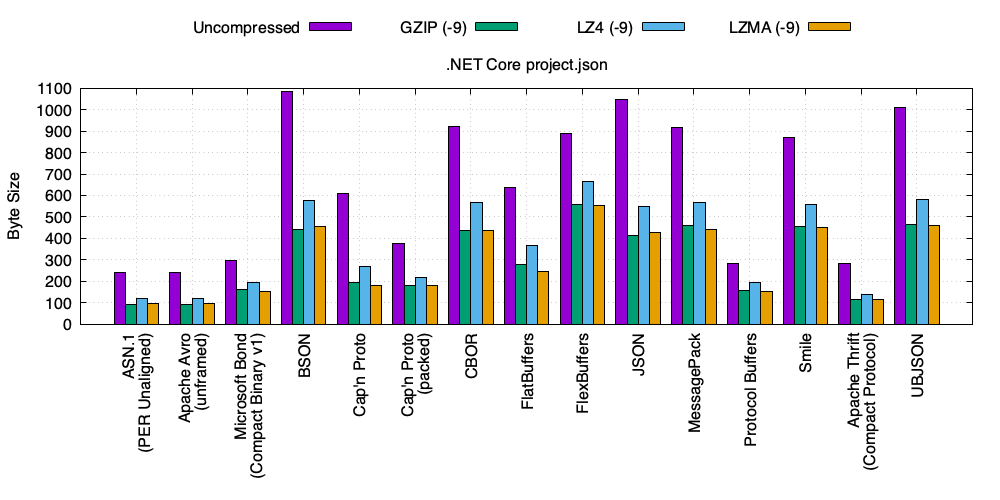 Uncompressed GZIP (-9) LZ4 (-9) LZMA (-9)
.NET Core project.json
Byte Size
1100
1000
900
800
700
600
500
400
300
200
100
0
ASN.1
(PER Unaligned)
Apache Avro
(unframed)
Microsoft Bond
(Compact Binary v1)
BSON
Cap'n Proto
Cap'n Proto
(packed)
CBOR
FlatBuffers
FlexBuffers
JSON
MessagePack
Protocol Buffers
Smile
Apache Thrift
(Compact Protocol)
UBJSON